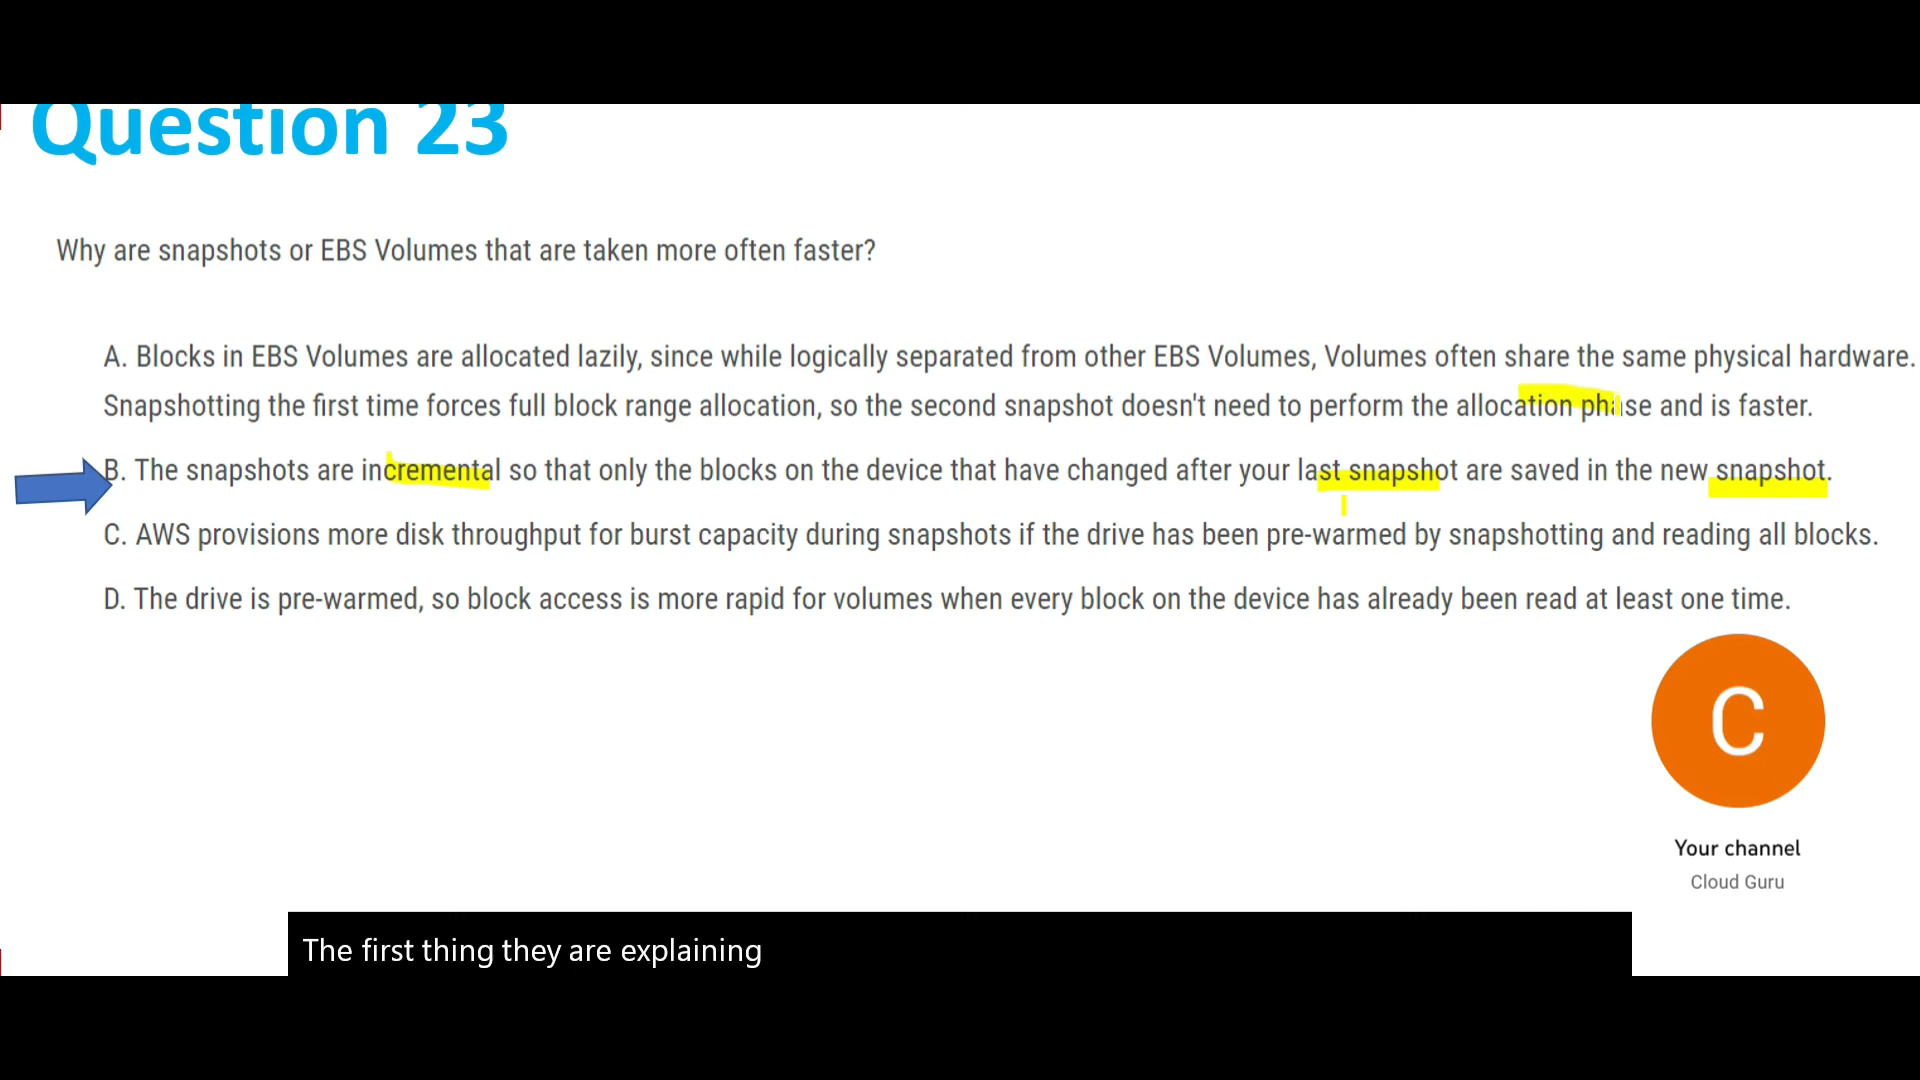 Question 23
Why are snapshots or EBS Volumes that are taken more often faster?
A. Blocks in EBS Volumes are allocated lazily, since while logically separated from other EBS Volumes, Volumes often share the same physical hardware.
Snapshotting the first time forces full block range allocation, so the second snapshot doesn't need to perform the allocation phase and is faster.
B. The snapshots are incremental so that only the blocks on the device that have changed after your last snapshot are saved in the new snapshot.
C. AWS provisions more disk throughput for burst capacity during snapshots if the drive has been pre-warmed by snapshotting and reading all blocks.
D. The drive is pre-warmed, so block access is more rapid for volumes when every block on the device has already been read at least one time.
C
Your channel
Cloud Guru
The first thing they are explaining